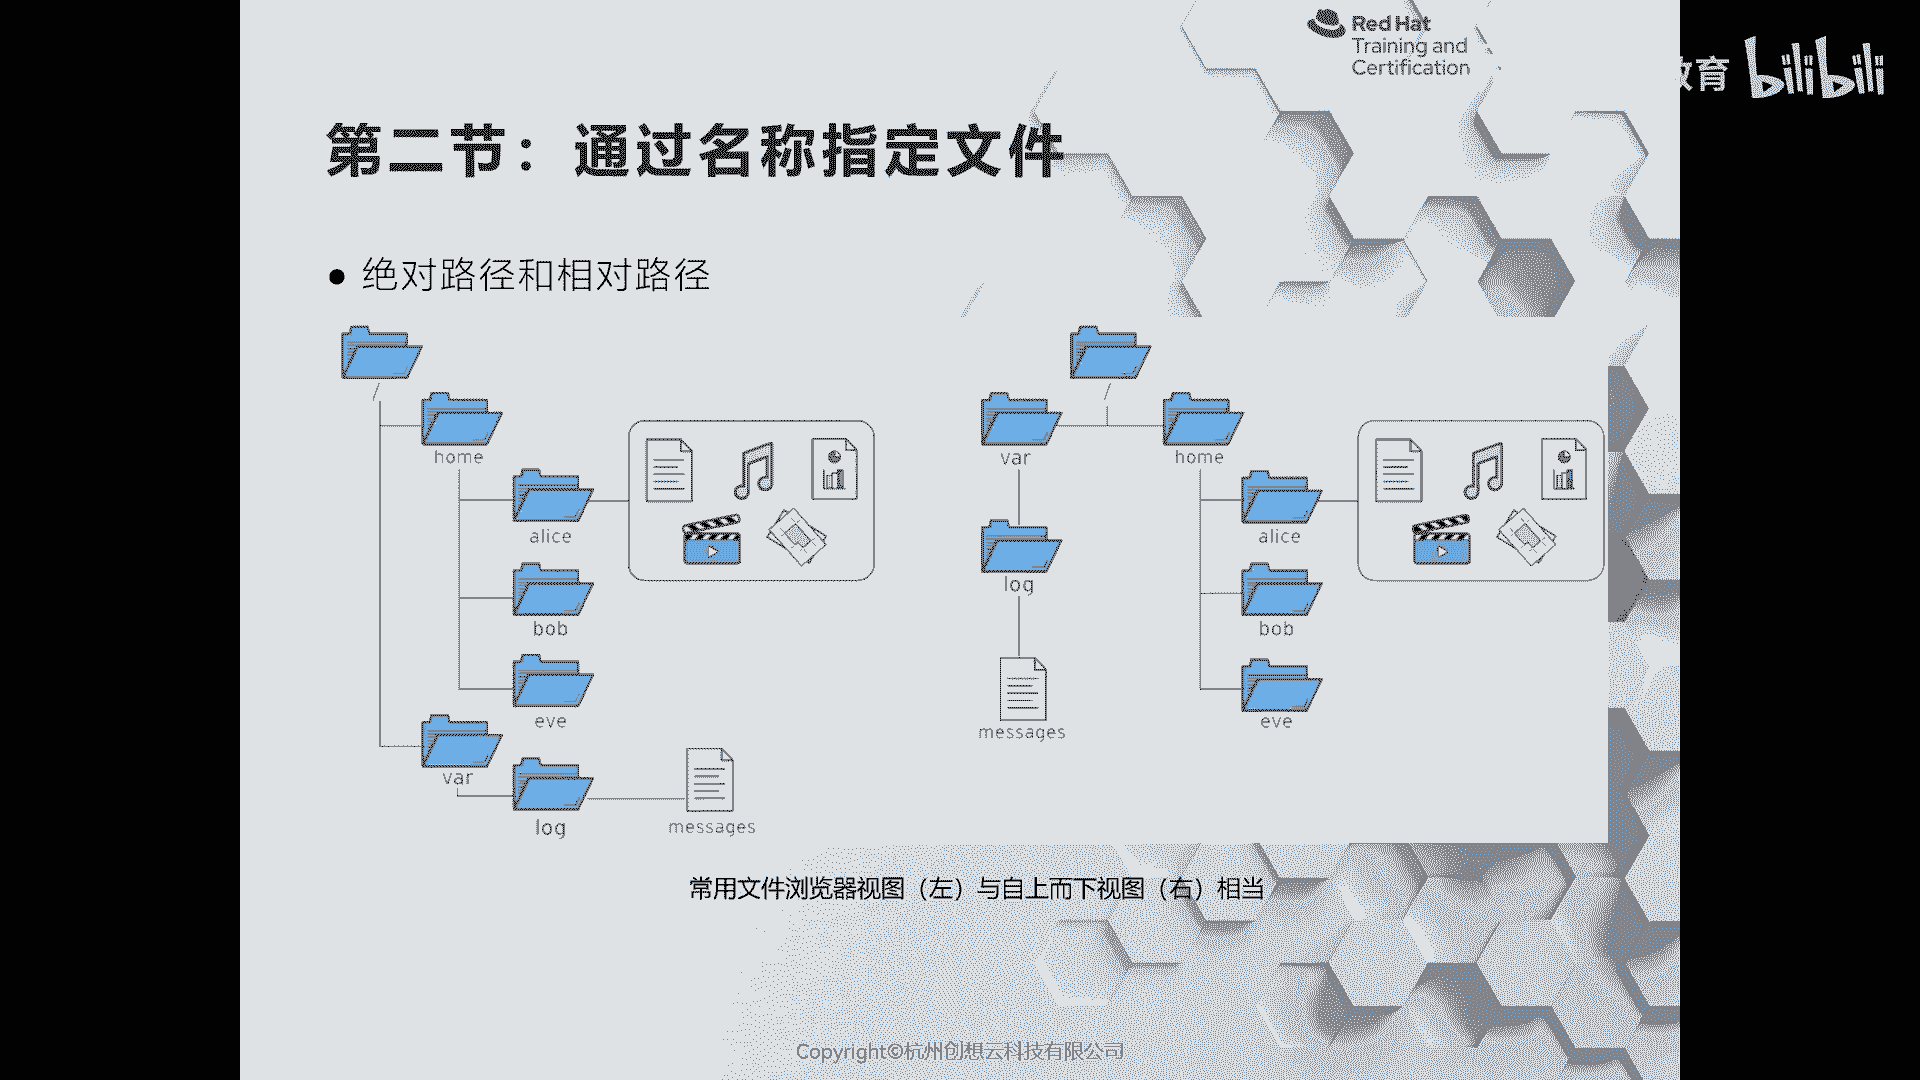 Red Hat
Training and
Certification
教育 bilibili
第二节：通过名称指定文件
● 绝对路径和相对路径
/
home
alice
bob
eve
var
log
messages
/
var
home
log
alice
bob
messages
eve
常用文件浏览器视图（左）与自上而下视图（右）相当
Copyright©杭州创想云科技有限公司